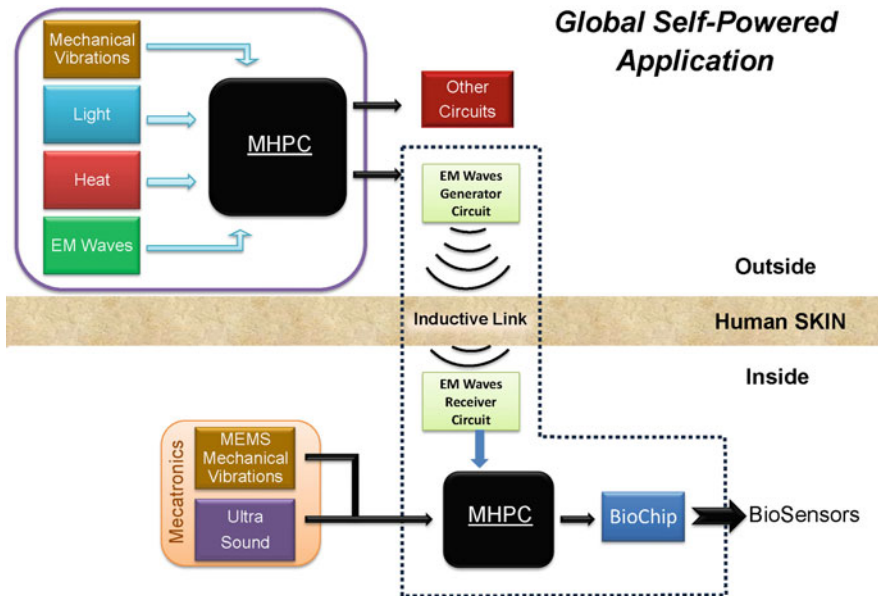 Global Self-Powered
Application
Mechanical
Vibrations
Light
Heat
EM Waves
MHPC
Other
Circuits
EM Waves
Generator
Circuit
Outside
Inductive Link
Human SKIN
Inside
EM Waves
Receiver
Circuit
Mecatronics
MEMS
Mechanical
Vibrations
Ultra
Sound
MHPC
BioChip
BioSensors